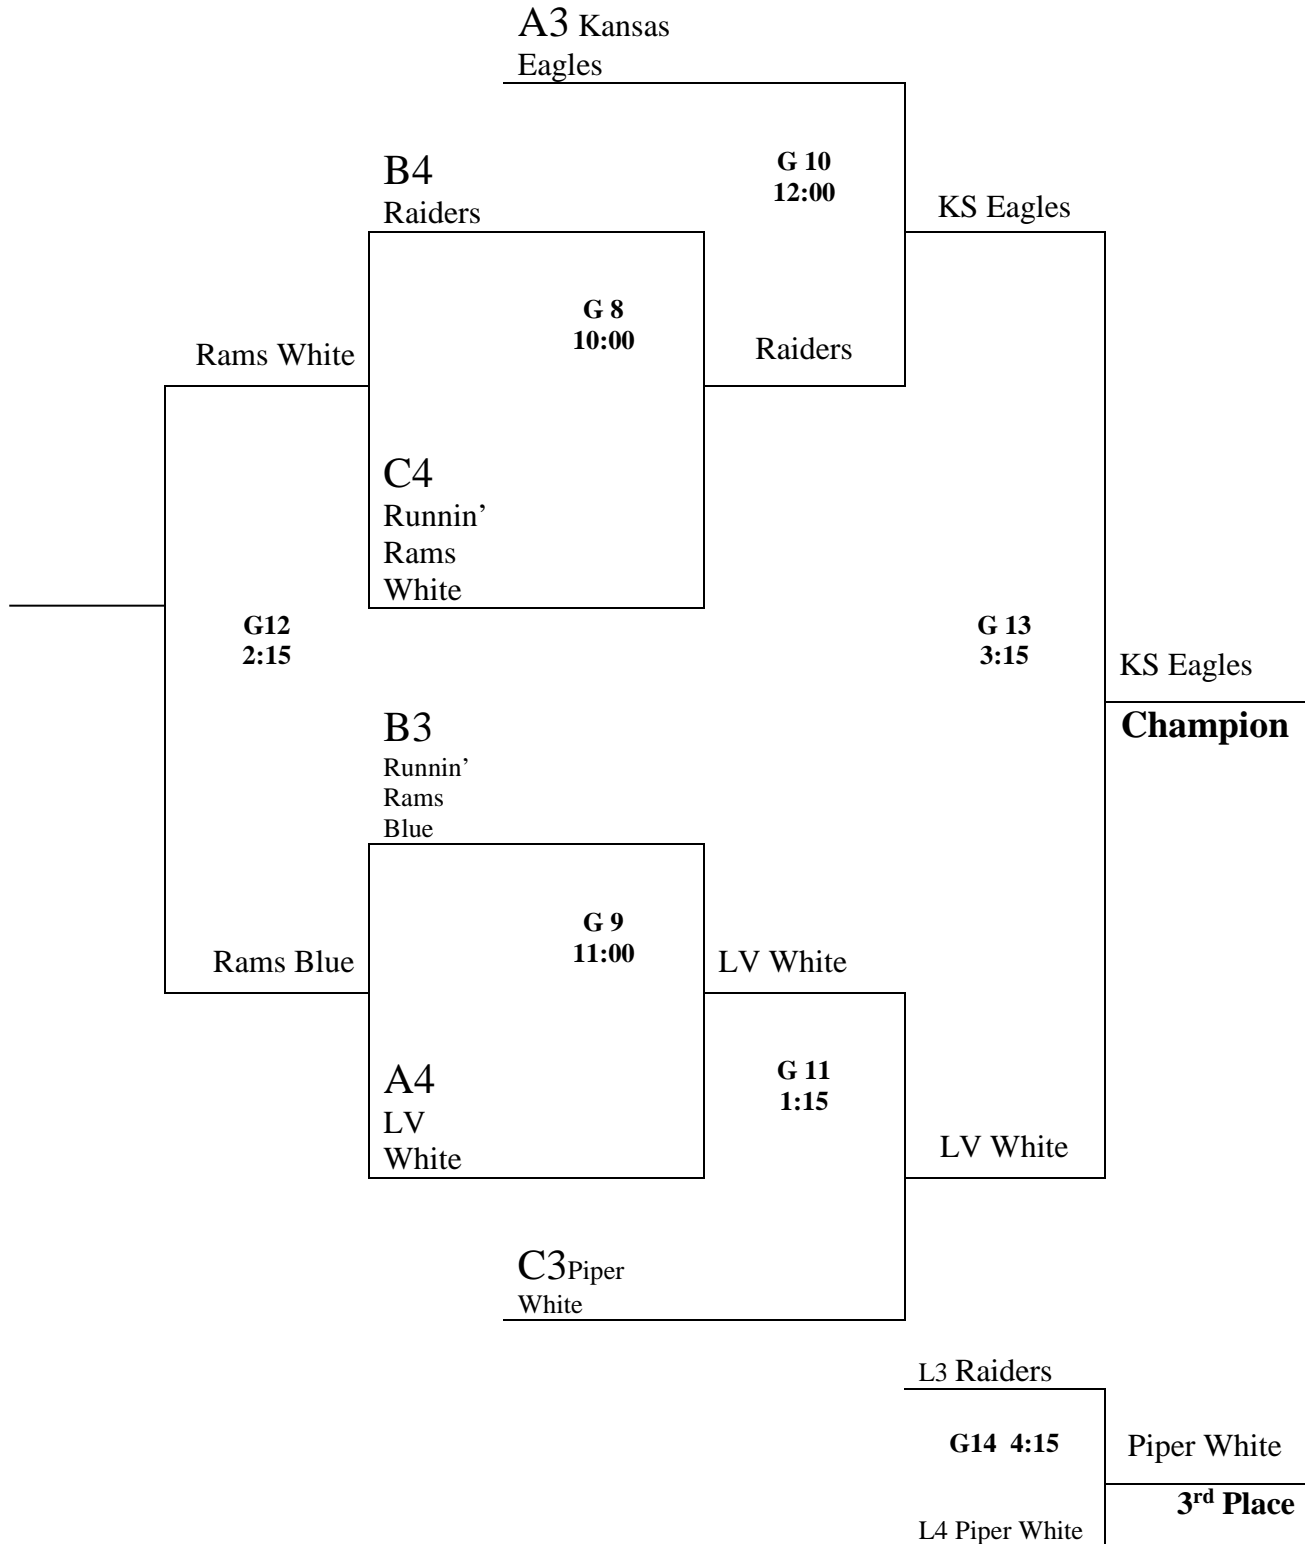 A3 Kansas
Eagles
B4
Raiders
G 10
12:00
KS Eagles
G 8
10:00
Rams White
Raiders
C4
Runnin’
Rams
White
G12
2:15
G 13
3:15
KS Eagles
Champion
B3
Runnin’
Rams
Blue
G 9
11:00
Rams Blue
LV White
A4
LV
White
G 11
1:15
LV White
C3Piper
White
L3 Raiders
G14 4:15
Piper White
3rd Place
L4 Piper White